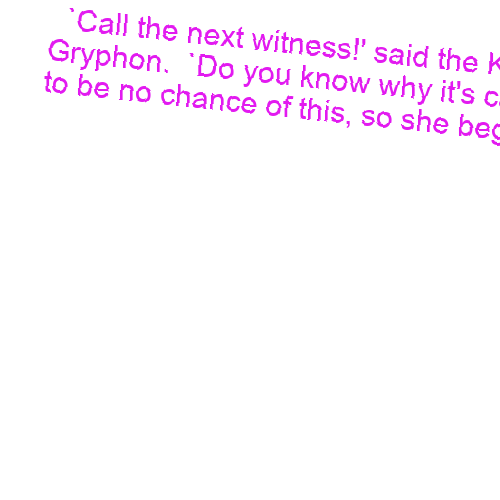 `Call the next witness!' said the
Gryphon.  `Do you know why it's
to be no chance of this, so she